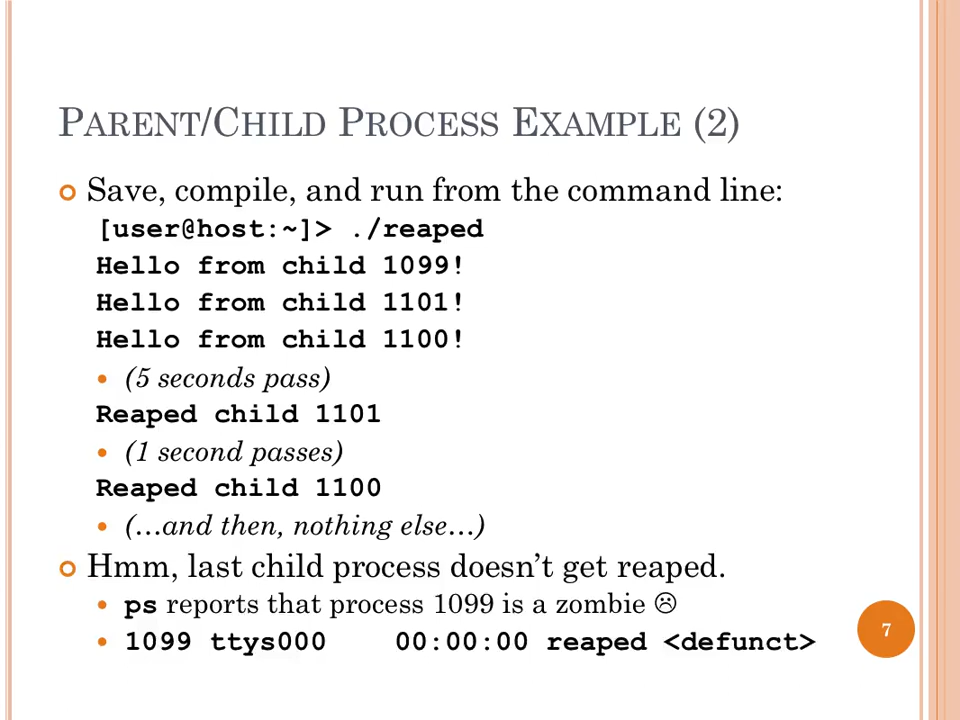 PARENT/CHILD PROCESS EXAMPLE (2)
Save, compile, and run from the command line:
[user@host:~]> ./reaped
Hello from child 1099!
Hello from child 1101!
Hello from child 1100!
(5 seconds pass)
Reaped child 1101
(1 second passes)
Reaped child 1100
(…and then, nothing else…)
Hmm, last child process doesn’t get reaped.
ps reports that process 1099 is a zombie ☹
1099 ttys000    00:00:00 reaped <defunct>
7